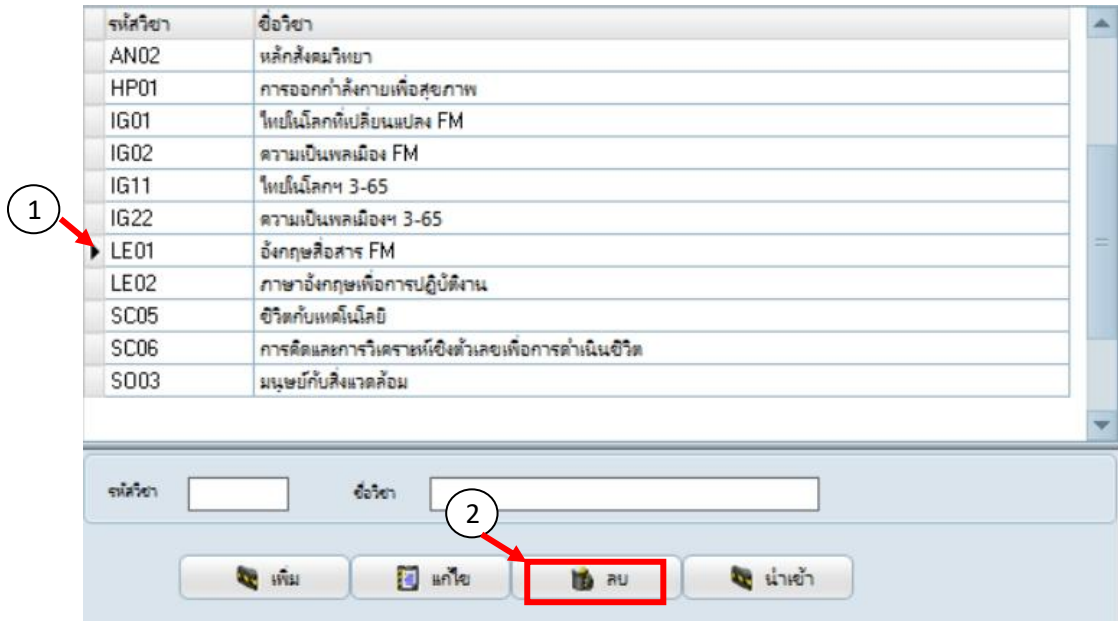 รหัสวิชา ชื่อวิชา
AN02 หลักสังคมวิทยา
HP01 การออกกำลังกายเพื่อสุขภาพ
IG01 ไทยในโลกที่เปลี่ยนแปลง FM
IG02 ความเป็นพลเมือง FM
IG11 ไทยในโลกฯ 3-65
IG22 ความเป็นพลเมืองฯ 3-65
1
LE01 อังกฤษสื่อสาร FM
LE02 ภาษาอังกฤษเพื่อการปฏิบัติงาน
SC05 ชีวิตกับเทคโนโลยี
SC06 การคิดและการวิเคราะห์เชิงตัวเลขเพื่อการดำเนินชีวิต
SO03 มนุษย์กับสิ่งแวดล้อม
รหัสวิชา ชื่อวิชา
2
เพิ่ม แก้ไข ลบ นำเข้า